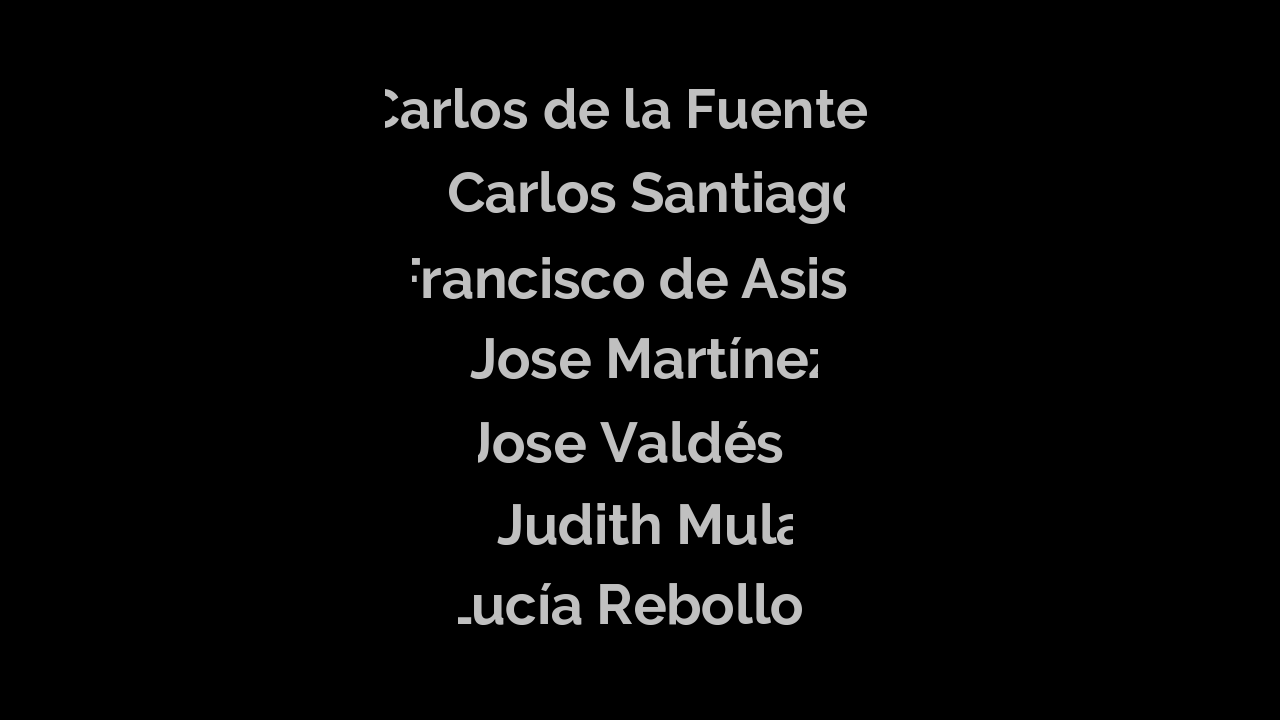 Carlos de la Fuente
Carlos Santiago
Francisco de Asis
Jose Martínez
Jose Valdés
Judith Mula
Lucía Rebollo